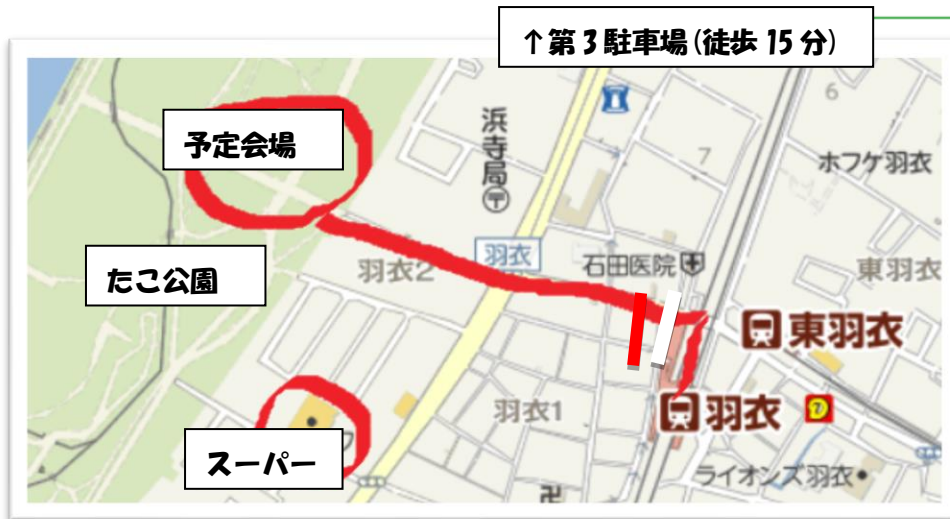 ↑第3駐車場(徒歩15分)
予定会場
浜寺局
〒
6
7
ホフケ羽衣
羽衣
石田医院
羽衣2
東羽衣
たこ公園
東羽衣
羽衣1
羽衣
スーパー
ライオンズ羽衣
卍